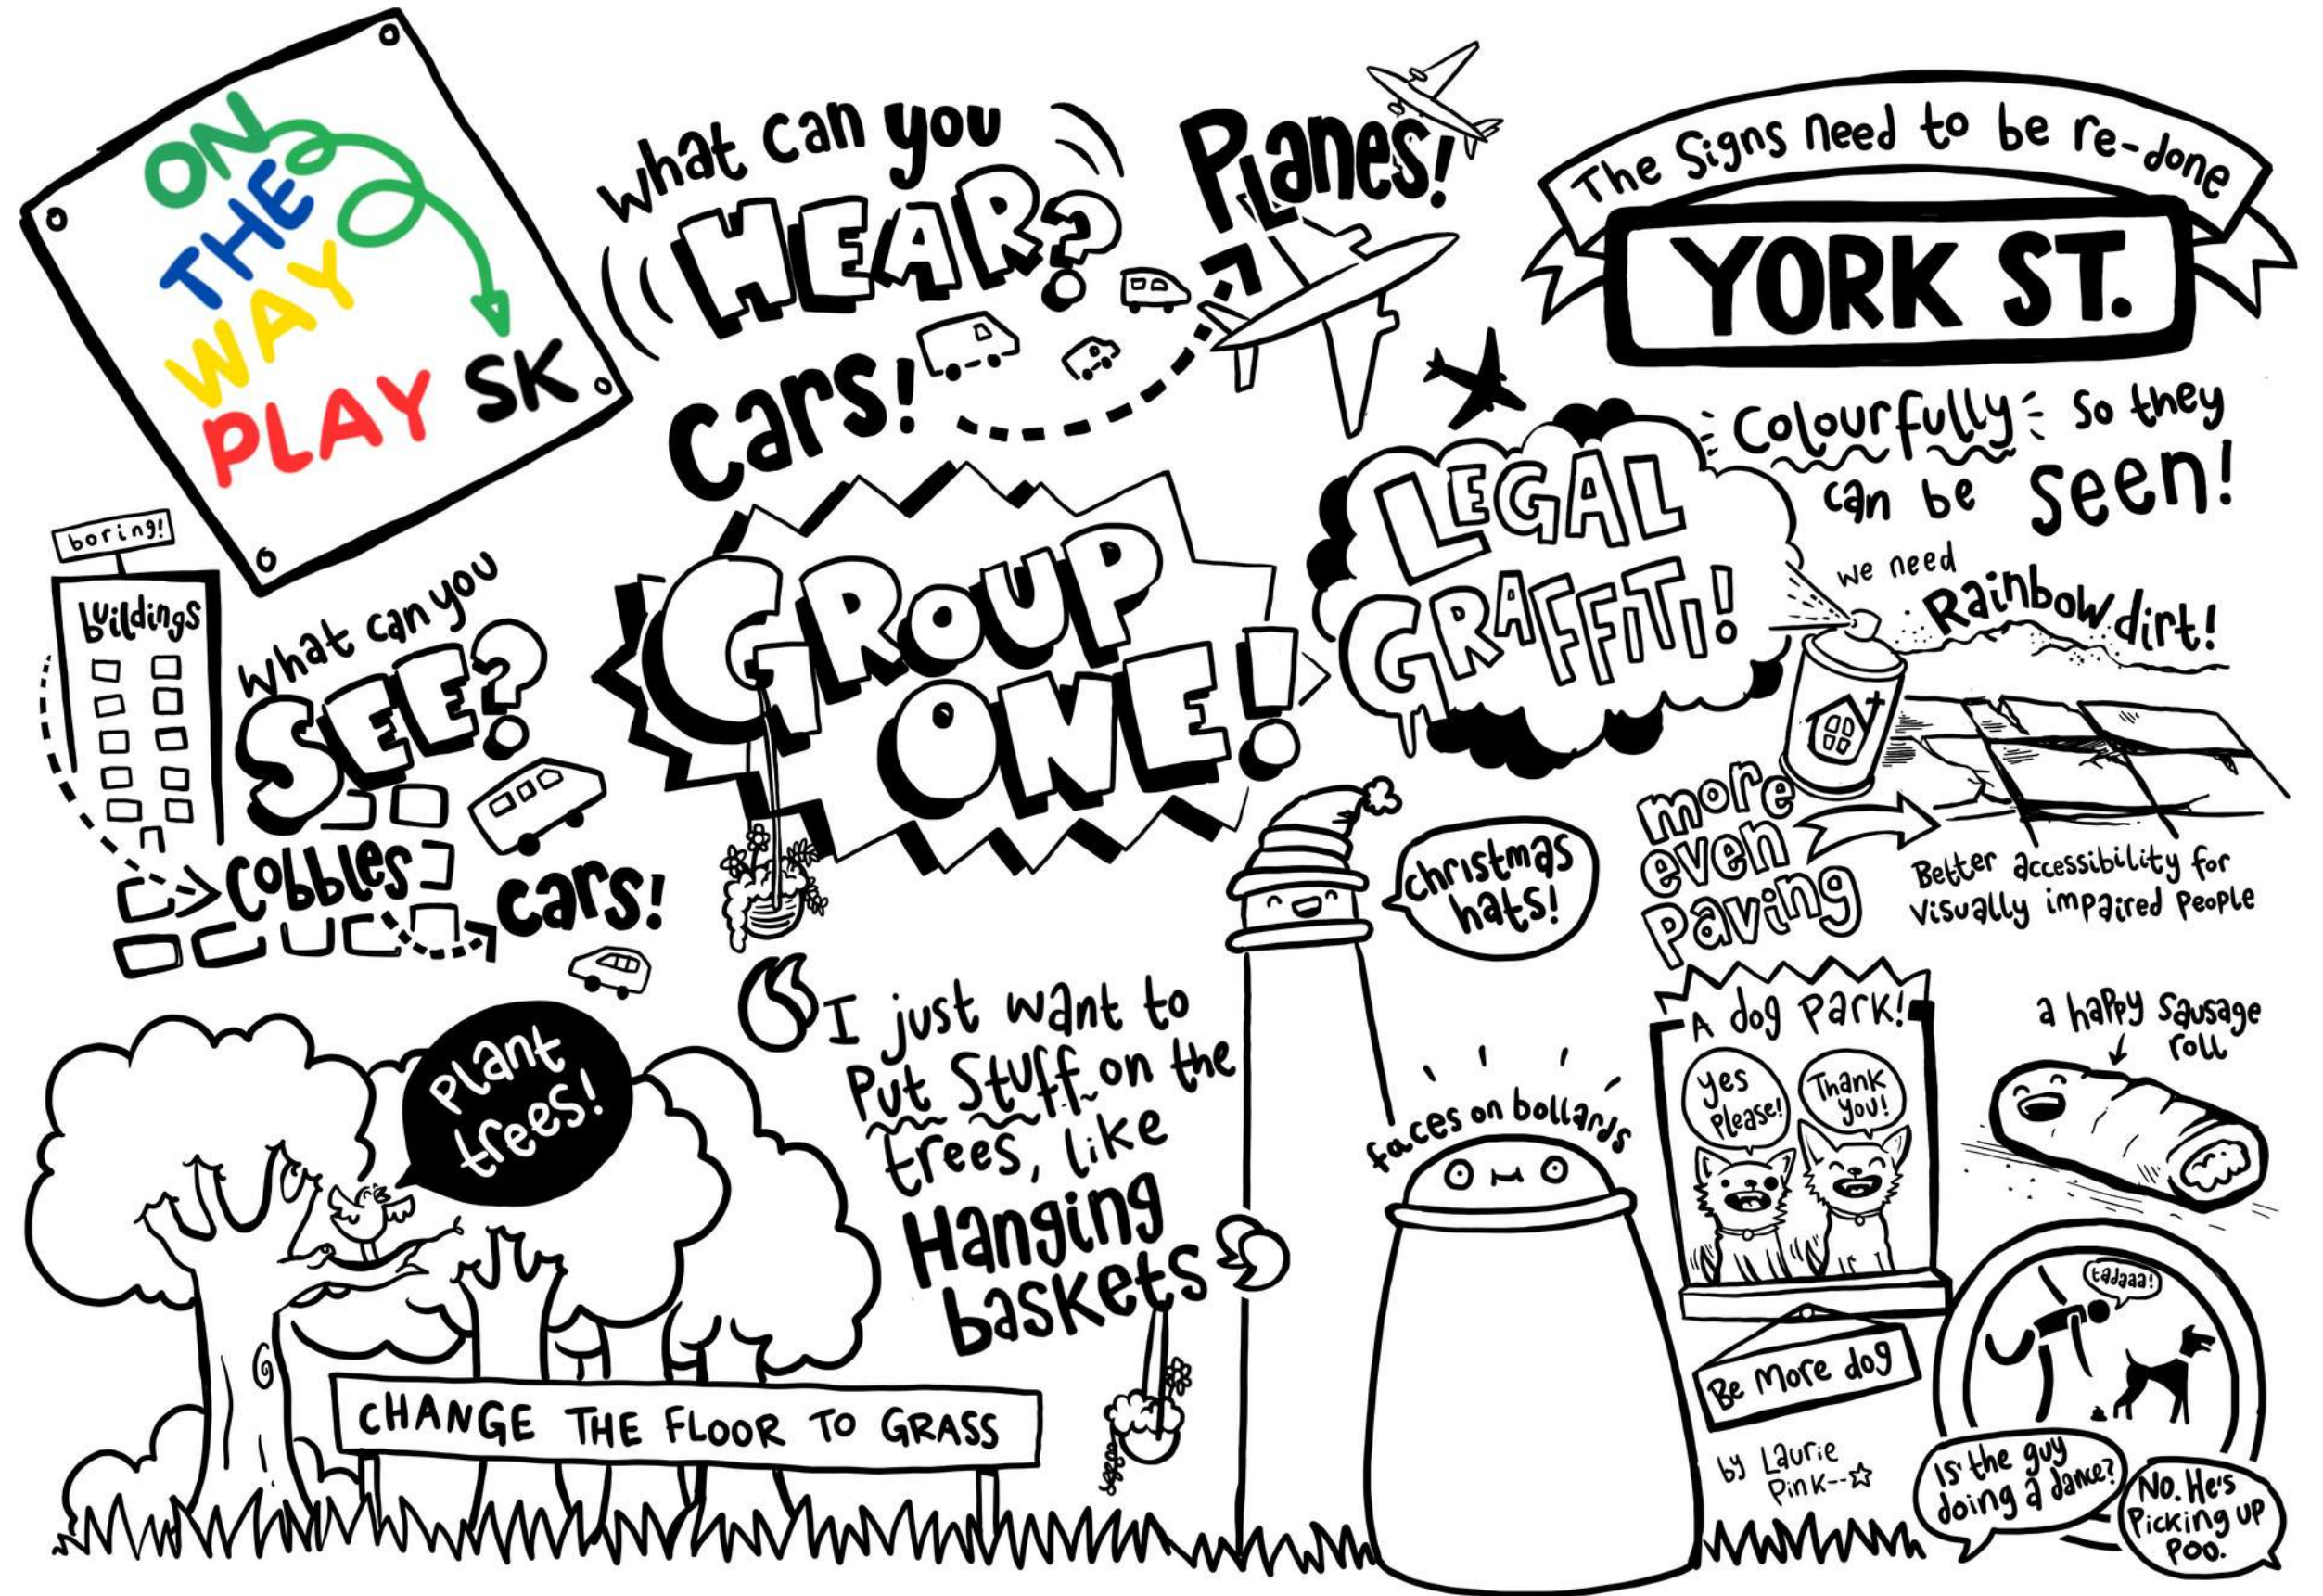 ON
THE
WAY
PLAY SK
What can you
HEAR?
Planes!
Cars!
The Signs need to be re-done
YORK ST.
Colourfully so they
can be seen!
LEGAL
GRAFFITI!
we need
Rainbow dirt!
boring!
buildings
What can you
SEE?
Cobbles
cars!
GROUP
ONE!
christmas
hats!
more
even
paving
Better accessibility for
visually impaired People
Plant
trees!
I just want to
Put Stuff on the
trees, like
Hanging
baskets
faces on bollards
A dog Park!
yes
Please!
Thank
you!
a happy Sausage
roll
Be More dog
tadaaa!
Is the guy
doing a dance?
No. He's
Picking up
Poo.
by Laurie
Pink
CHANGE THE FLOOR TO GRASS